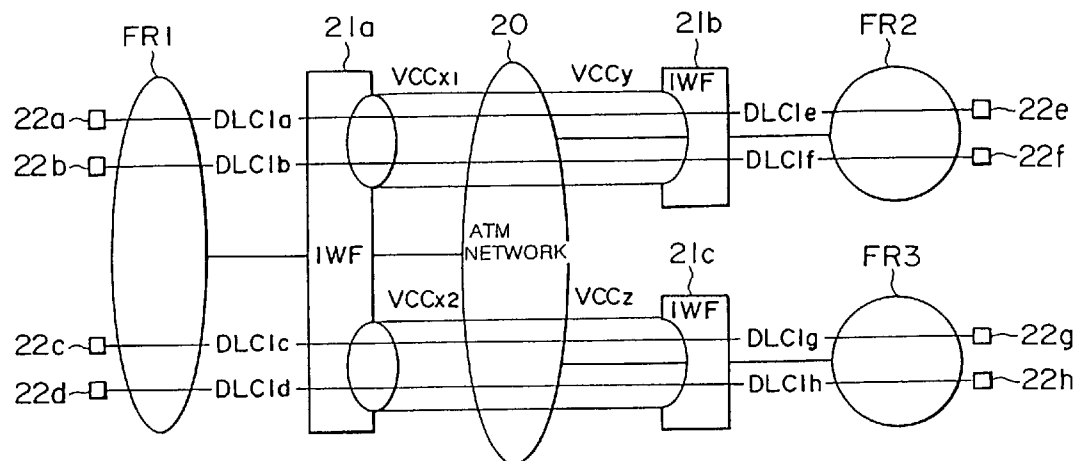 FR1 21a 20 21b FR2
VCCx1 VCCy IWF
22a DLC1a DLC1e 22e
22b DLC1b DLC1f 22f
IWF ATM NETWORK
21c FR3
VCCx2 VCCz IWF
22c DLC1c DLC1g 22g
22d DLC1d DLC1h 22h